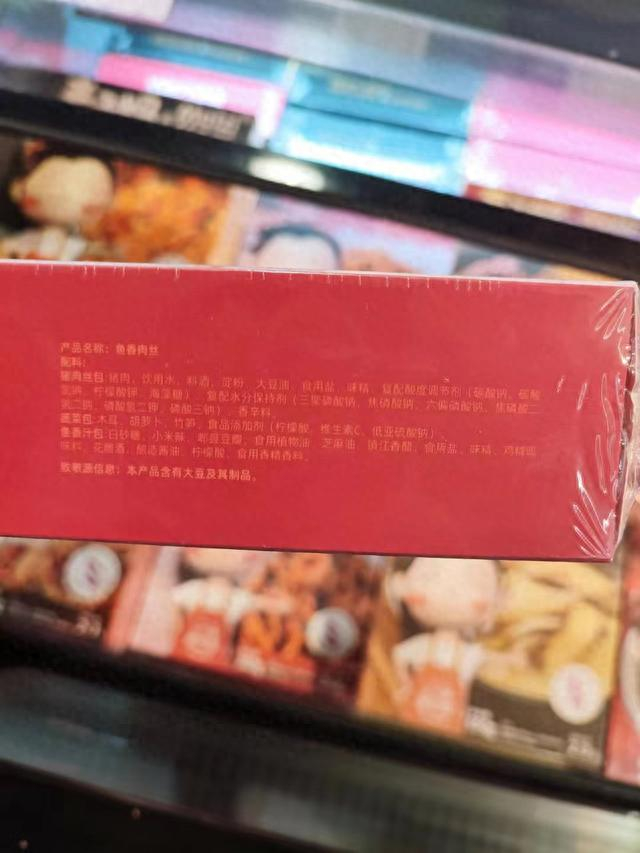 产品名称：鱼香肉丝
配料：
猪肉丝包：猪肉、饮用水、料酒、淀粉、大豆油、食用盐、味精、复配酸度调节剂（碳酸钠、碳酸
氢钠、柠檬酸钾、海藻糖）、复配水分保持剂（三聚磷酸钠、焦磷酸钠、六偏磷酸钠、焦磷酸二
氢二钠、磷酸氢二钾、磷酸三钠）、香辛料。
蔬菜包：木耳、胡萝卜、竹笋、食品添加剂（柠檬酸、维生素C、低亚硫酸钠）。
鱼香汁包：白砂糖、小米辣、郫县豆瓣、食用植物油、芝麻油、镇江香醋、食用盐、味精、鸡精调
味料、花雕酒、酿造酱油、柠檬酸、食用香精香料。
致敏源信息：本产品含有大豆及其制品。